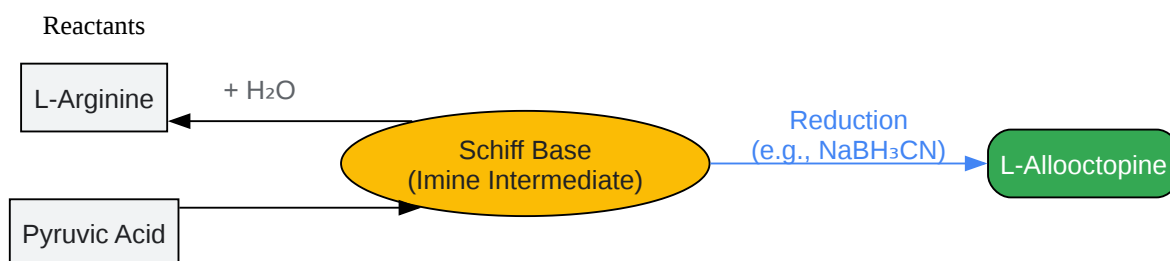 Reactants
L-Arginine
+ H₂O
Schiff Base
(Imine Intermediate)
Reduction
(e.g., NaBH₃CN)
L-Allooctopine
Pyruvic Acid